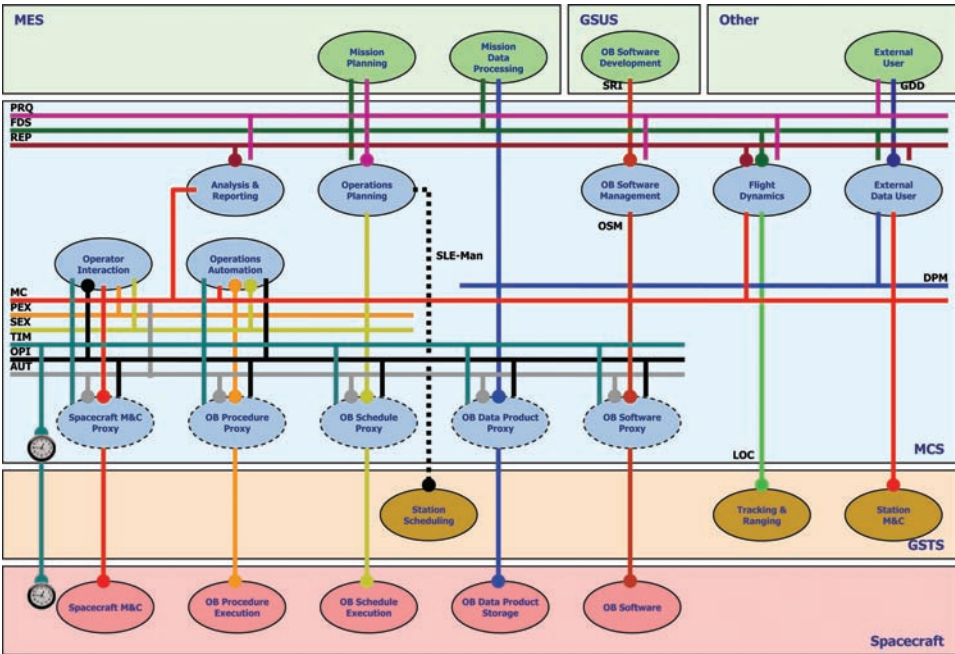 MES
GSUS
Other
Mission
Planning
Mission
Data
Processing
OB Software
Development
External
User
SRI
GDD
PRQ
FDS
REP
Analysis &
Reporting
Operations
Planning
OB Software
Management
Flight
Dynamics
External
Data User
OSM
SLE-Man
Operator
Interaction
Operations
Automation
DPM
MC
PEX
SEX
TIM
OPI
AUT
Spacecraft M&C
Proxy
OB Procedure
Proxy
OB Schedule
Proxy
OB Data Product
Proxy
OB Software
Proxy
MCS
LOC
Station
Scheduling
Tracking &
Ranging
Station
M&C
GSTS
Spacecraft M&C
OB Procedure
Execution
OB Schedule
Execution
OB Data Product
Storage
OB Software
Spacecraft